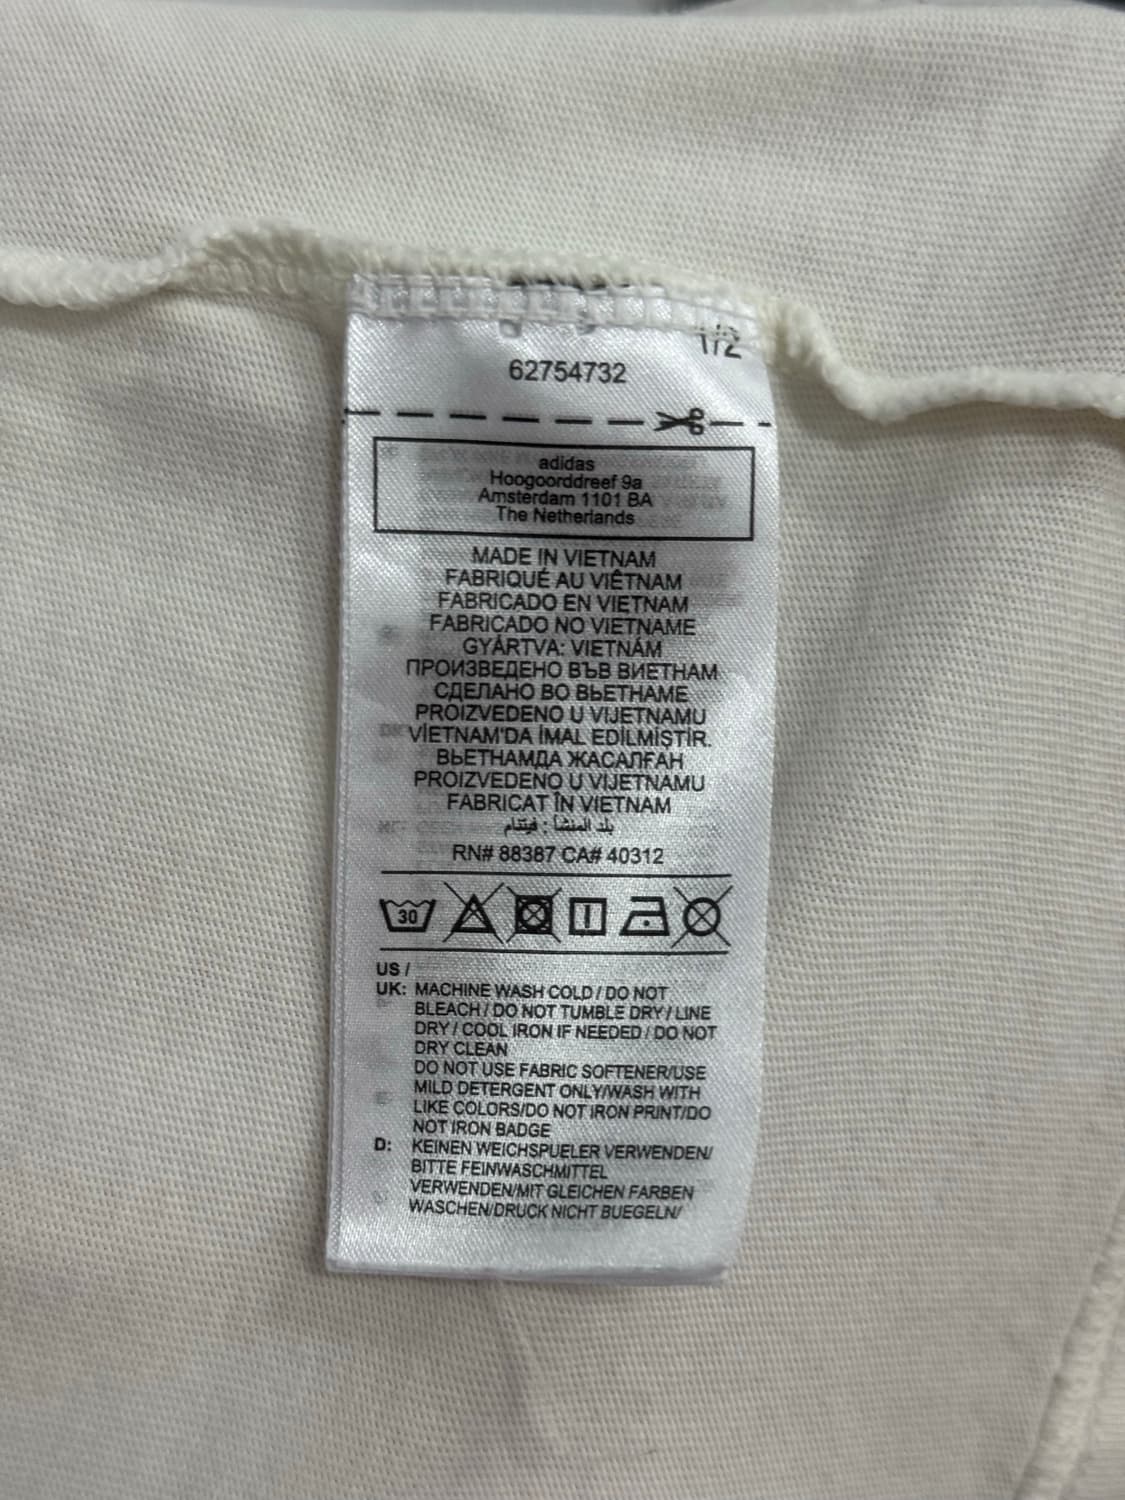 1/2
62754732
adidas
Hoogoorddreef 9a
Amsterdam 1101 BA
The Netherlands
MADE IN VIETNAM
FABRIQUÉ AU VIÊTNAM
FABRICADO EN VIETNAM
FABRICADO NO VIETNAME
GYÁRTVA: VIETNÁM
ПРОИЗВЕДЕНО ВЪВ ВИЕТНАМ
СДЕЛАНО ВО ВЬЕТНАМЕ
PROIZVEDENO U VIJETNAMU
VİETNAM'DA İMAL EDİLMİŞTİR.
ВЬЕТНАМДА ЖАСАЛҒАН
PROIZVEDENO U VIJETNAMU
FABRICAT ÎN VIETNAM
بلد المنشأ : فيتنام
RN# 88387 CA# 40312
30
US /
UK: MACHINE WASH COLD / DO NOT
BLEACH / DO NOT TUMBLE DRY / LINE
DRY / COOL IRON IF NEEDED / DO NOT
DRY CLEAN
DO NOT USE FABRIC SOFTENER/USE
MILD DETERGENT ONLY/WASH WITH
LIKE COLORS/DO NOT IRON PRINT/DO
NOT IRON BADGE
D: KEINEN WEICHSPUELER VERWENDEN/
BITTE FEINWASCHMITTEL
VERWENDEN/MIT GLEICHEN FARBEN
WASCHEN/DRUCK NICHT BUEGELN/